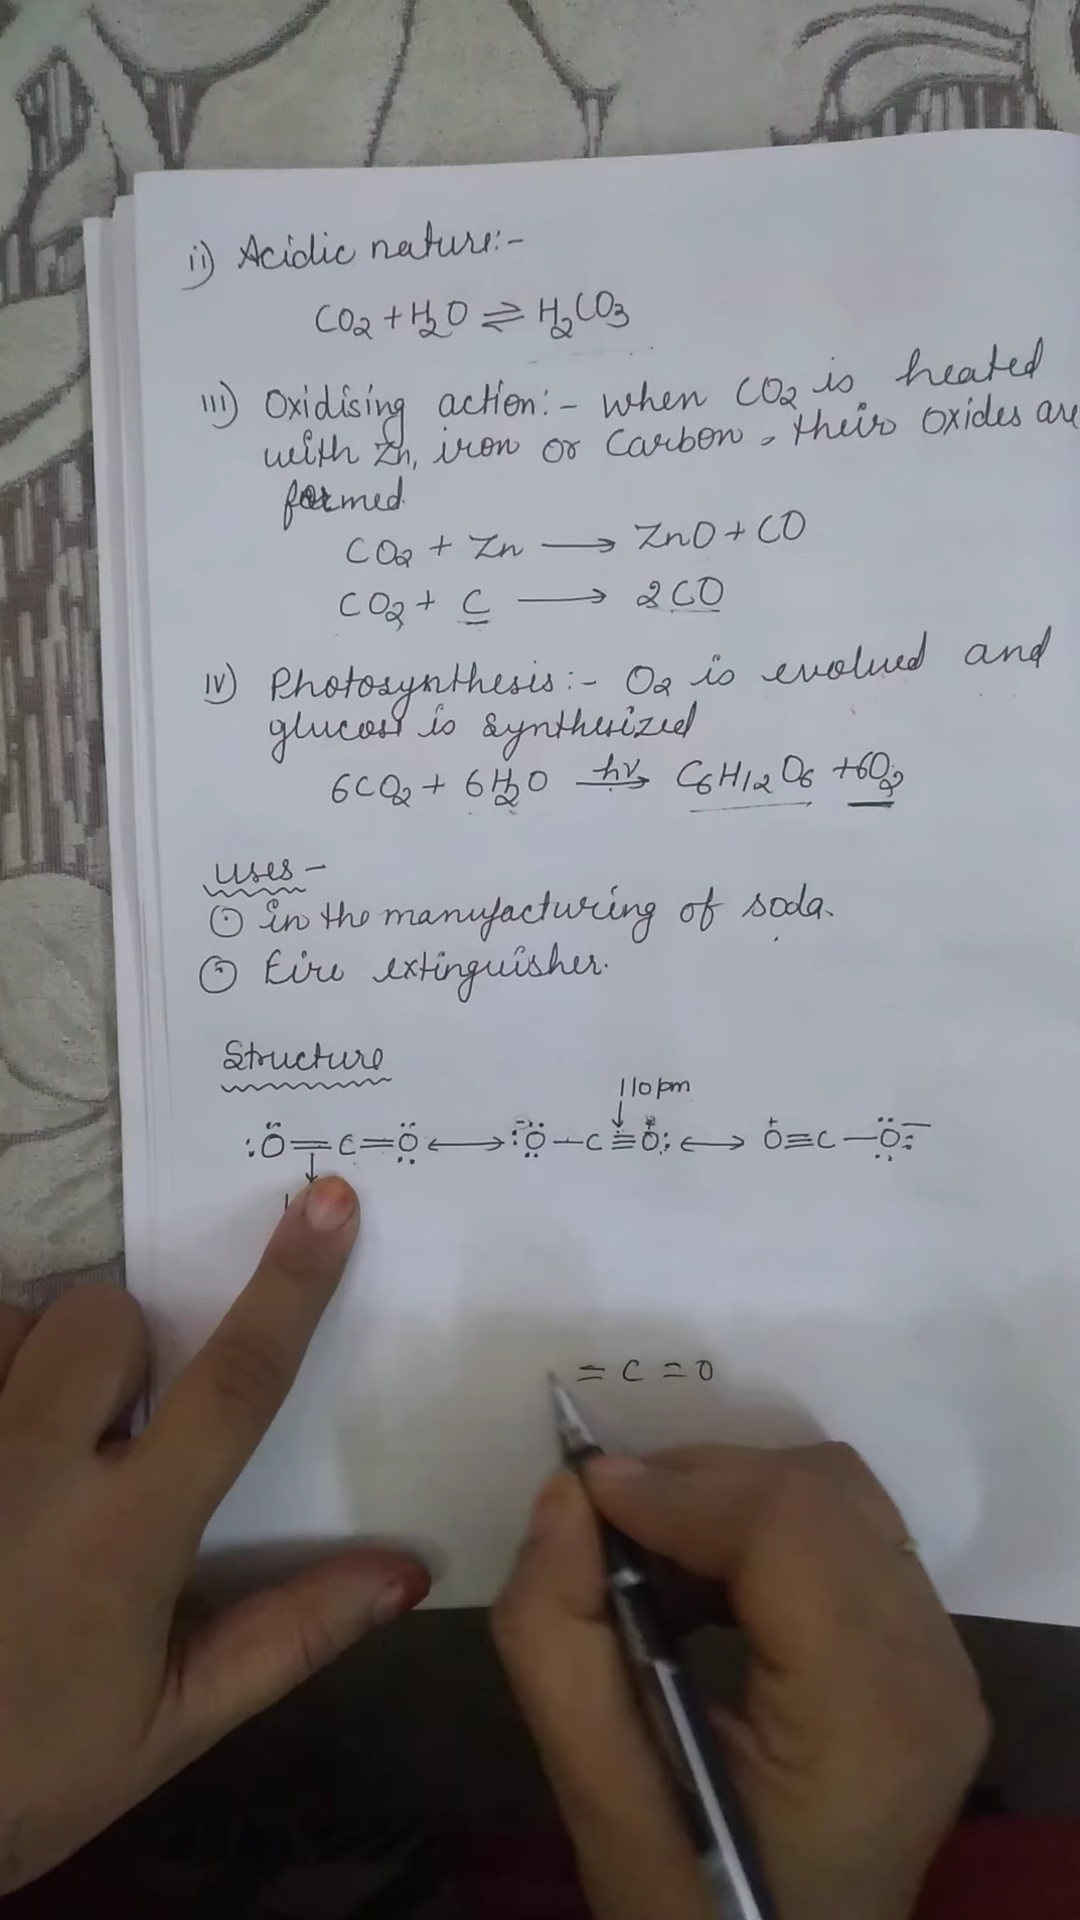 ii) Acidic nature:-
CO₂ + H₂O ⇌ H₂CO₃
iii) Oxidising action:- when CO₂ is heated
with Zn, iron or Carbon, their oxides are
formed.
CO₂ + Zn ⟶ ZnO + CO
CO₂ + C ⟶ 2CO
iv) Photosynthesis:- O₂ is evolved and
glucose is synthesized
6CO₂ + 6H₂O —hν→ C₆H₁₂O₆ + 6O₂
Uses -
① in the manufacturing of soda.
② Fire extinguisher.
Structure
110pm
:Ö=C=Ö: ⟷ :Ö–C≡O⁺: ⟷ O⁺≡C–Ö:⁻
=C=O